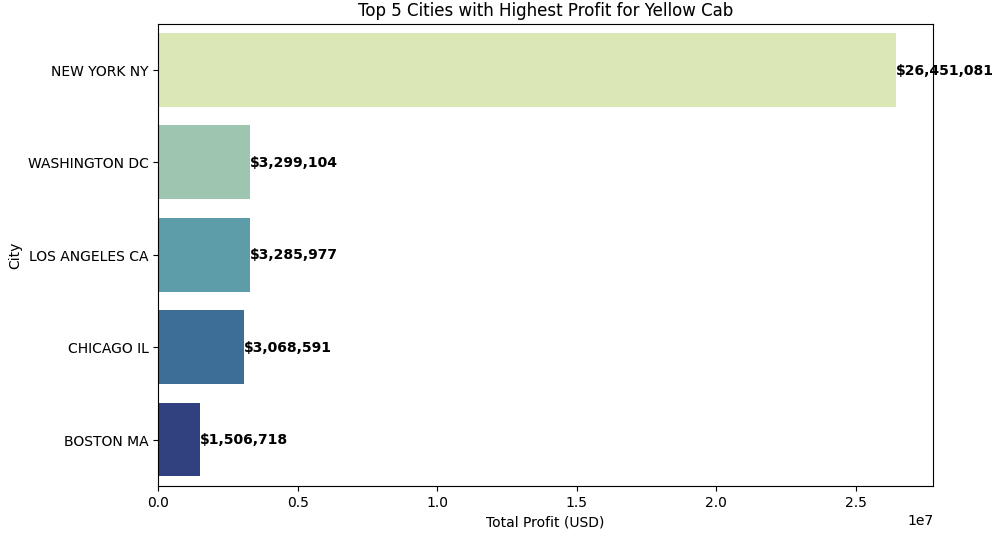 Top 5 Cities with Highest Profit for Yellow Cab
NEW YORK NY
$26,451,081
WASHINGTON DC
$3,299,104
LOS ANGELES CA
$3,285,977
CHICAGO IL
$3,068,591
BOSTON MA
$1,506,718
City
0.0 0.5 1.0 1.5 2.0 2.5
1e7
Total Profit (USD)